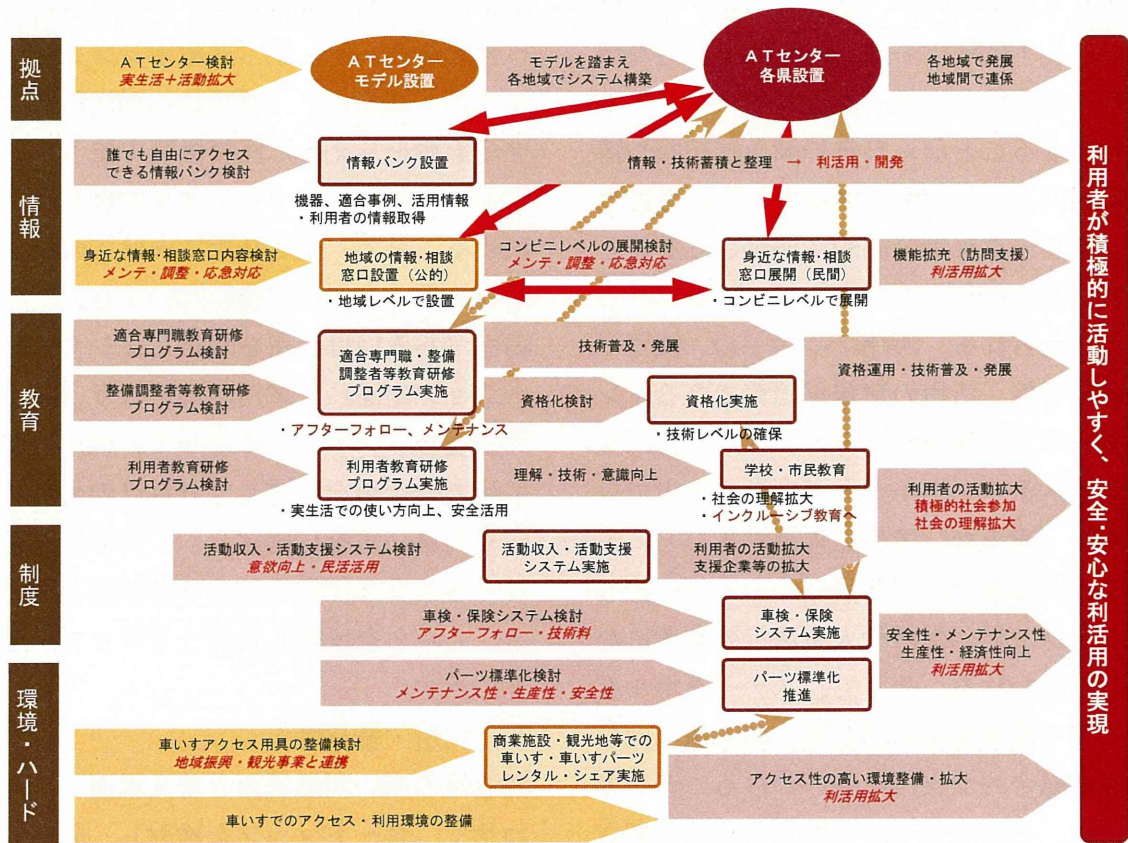 拠点
ATセンター検討
実生活+活動拡大
ATセンター
モデル設置
モデルを踏まえ
各地域でシステム構築
ATセンター
各県設置
各地域で発展
地域間で連係
情報
誰でも自由にアクセス
できる情報バンク検討
情報バンク設置
機器、適合事例、活用情報
・利用者の情報取得
情報・技術蓄積と整理 → 利活用・開発
身近な情報・相談窓口内容検討
メンテ・調整・応急対応
地域の情報・相談
窓口設置（公的）
・地域レベルで設置
コンビニレベルの展開検討
メンテ・調整・応急対応
身近な情報・相談
窓口展開（民間）
・コンビニレベルで展開
機能拡充（訪問支援）
利用拡大
教育
適合専門職教育研修
プログラム検討
整備調整者等教育研修
プログラム検討
適合専門職・整備
調整者等教育研修
プログラム実施
・アフターフォロー、メンテナンス
技術普及・発展
資格化検討
資格化実施
・技術レベルの確保
資格運用・技術普及・発展
利用者教育研修
プログラム検討
利用者教育研修
プログラム実施
・実生活での使い方向上、安全活用
理解・技術・意識向上
学校・市民教育
・社会の理解拡大
・インクルーシブ教育へ
利用者の活動拡大
積極的社会参加
社会の理解拡大
制度
活動収入・活動支援システム検討
意欲向上・民活活用
活動収入・活動支援
システム実施
利用者の活動拡大
支援企業等の拡大
車検・保険システム検討
アフターフォロー・技術料
車検・保険
システム実施
安全性・メンテナンス性
生産性・経済性向上
利活用拡大
環境・ハード
パーツ標準化検討
メンテナンス性・生産性・安全性
パーツ標準化
推進
車いすアクセス用具の整備検討
地域振興・観光事業と連携
商業施設・観光地等での
車いす・車いすパーツ
レンタル・シェア実施
アクセス性の高い環境整備・拡大
利活用拡大
車いすでのアクセス・利用環境の整備
利用者が積極的に活動しやすく、安全・安心な利活用の実現